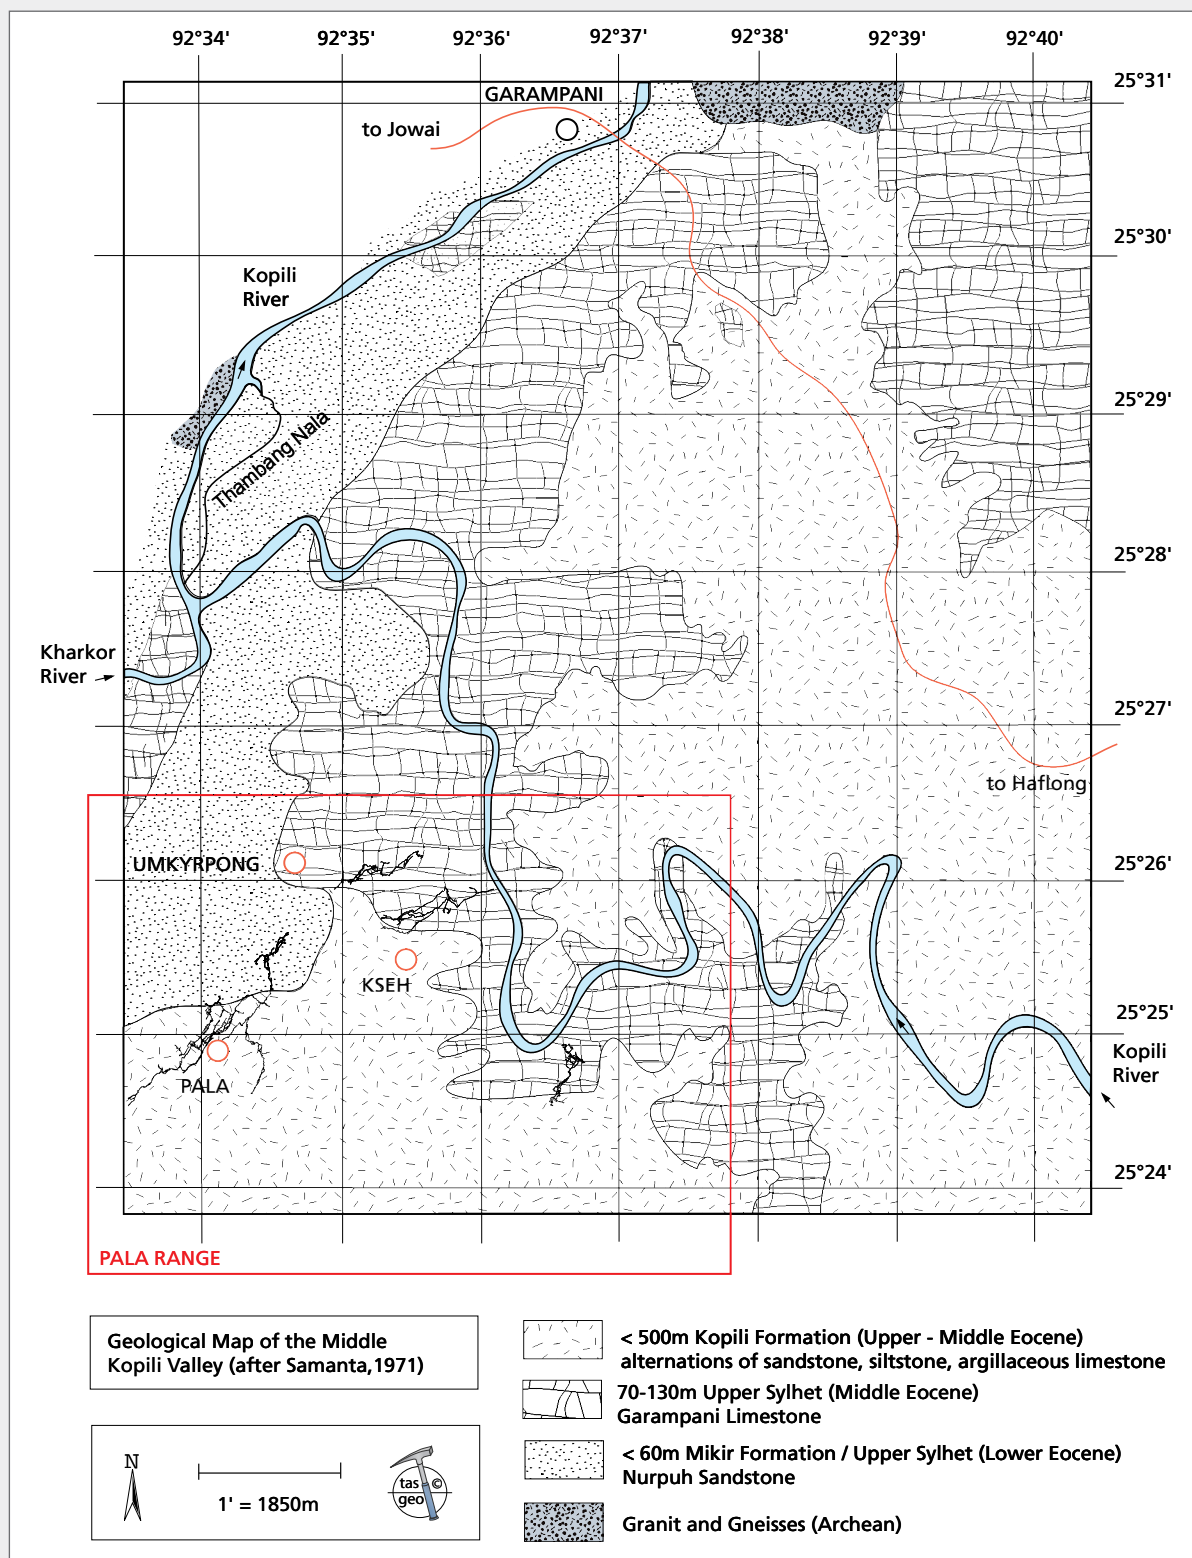 92°34' 92°35' 92°36' 92°37' 92°38' 92°39' 92°40'
25°31'
GARAMPANI
to Jowai
25°30'
Kopili
River
25°29'
Thambang Nala
25°28'
Kharkor
River
25°27'
to Haflong
UMKYRPONG
25°26'
KSEH
25°25'
Kopili
River
PALA
25°24'
PALA RANGE
Geological Map of the Middle
Kopili Valley (after Samanta,1971)
N
1' = 1850m
tas ©
geo
< 500m Kopili Formation (Upper - Middle Eocene)
alternations of sandstone, siltstone, argillaceous limestone
70-130m Upper Sylhet (Middle Eocene)
Garampani Limestone
< 60m Mikir Formation / Upper Sylhet (Lower Eocene)
Nurpuh Sandstone
Granit and Gneisses (Archean)